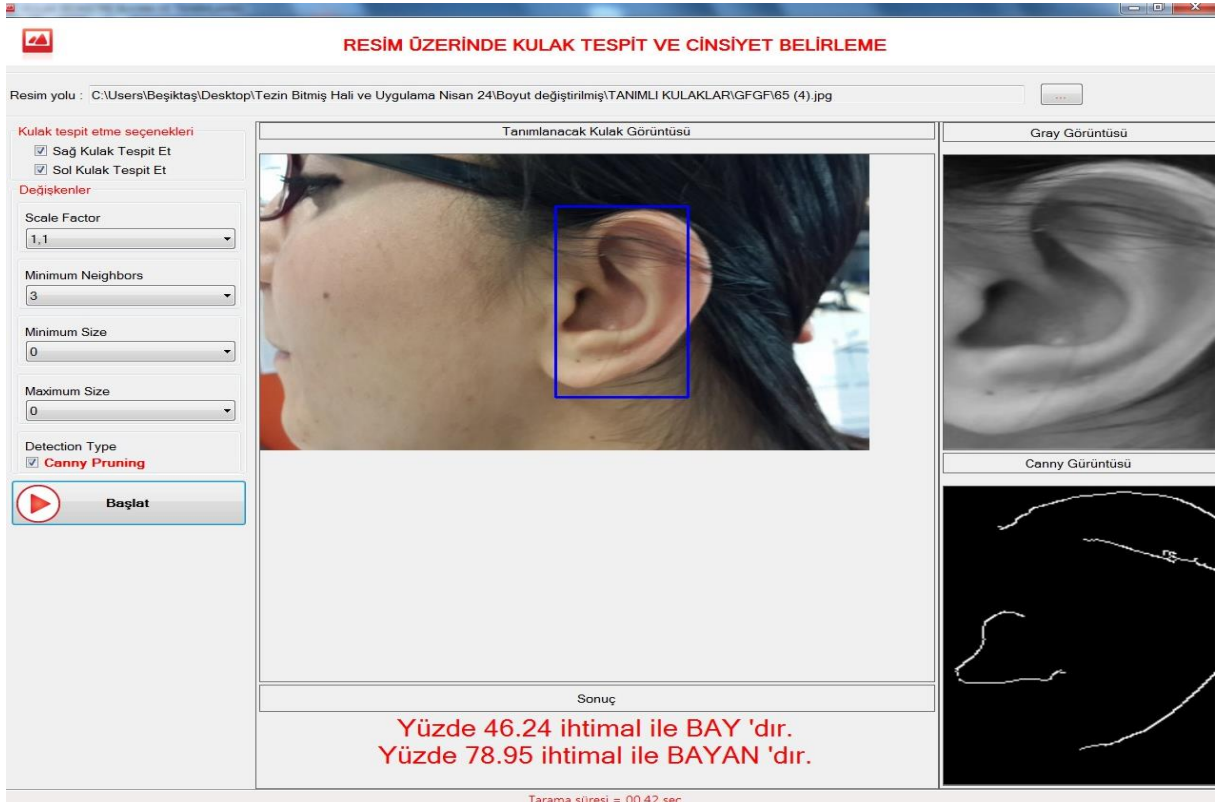 RESİM ÜZERİNDE KULAK TESPİT VE CİNSİYET BELİRLEME
Resim yolu : C:\Users\Beşiktaş\Desktop\Tezin Bitmiş Hali ve Uygulama Nisan 24\Boyut değiştirilmiş\TANIMLI KULAKLAR\GFGF\65 (4).jpg
...
Kulak tespit etme seçenekleri
Sağ Kulak Tespit Et
Sol Kulak Tespit Et
Değişkenler
Scale Factor
1,1
Minimum Neighbors
3
Minimum Size
0
Maximum Size
0
Detection Type
Canny Pruning
Başlat
Tanımlanacak Kulak Görüntüsü
Sonuç
Yüzde 46.24 ihtimal ile BAY 'dır.
Yüzde 78.95 ihtimal ile BAYAN 'dır.
Gray Görüntüsü
Canny Gürüntüsü
Tarama süresi = 00.42 sec